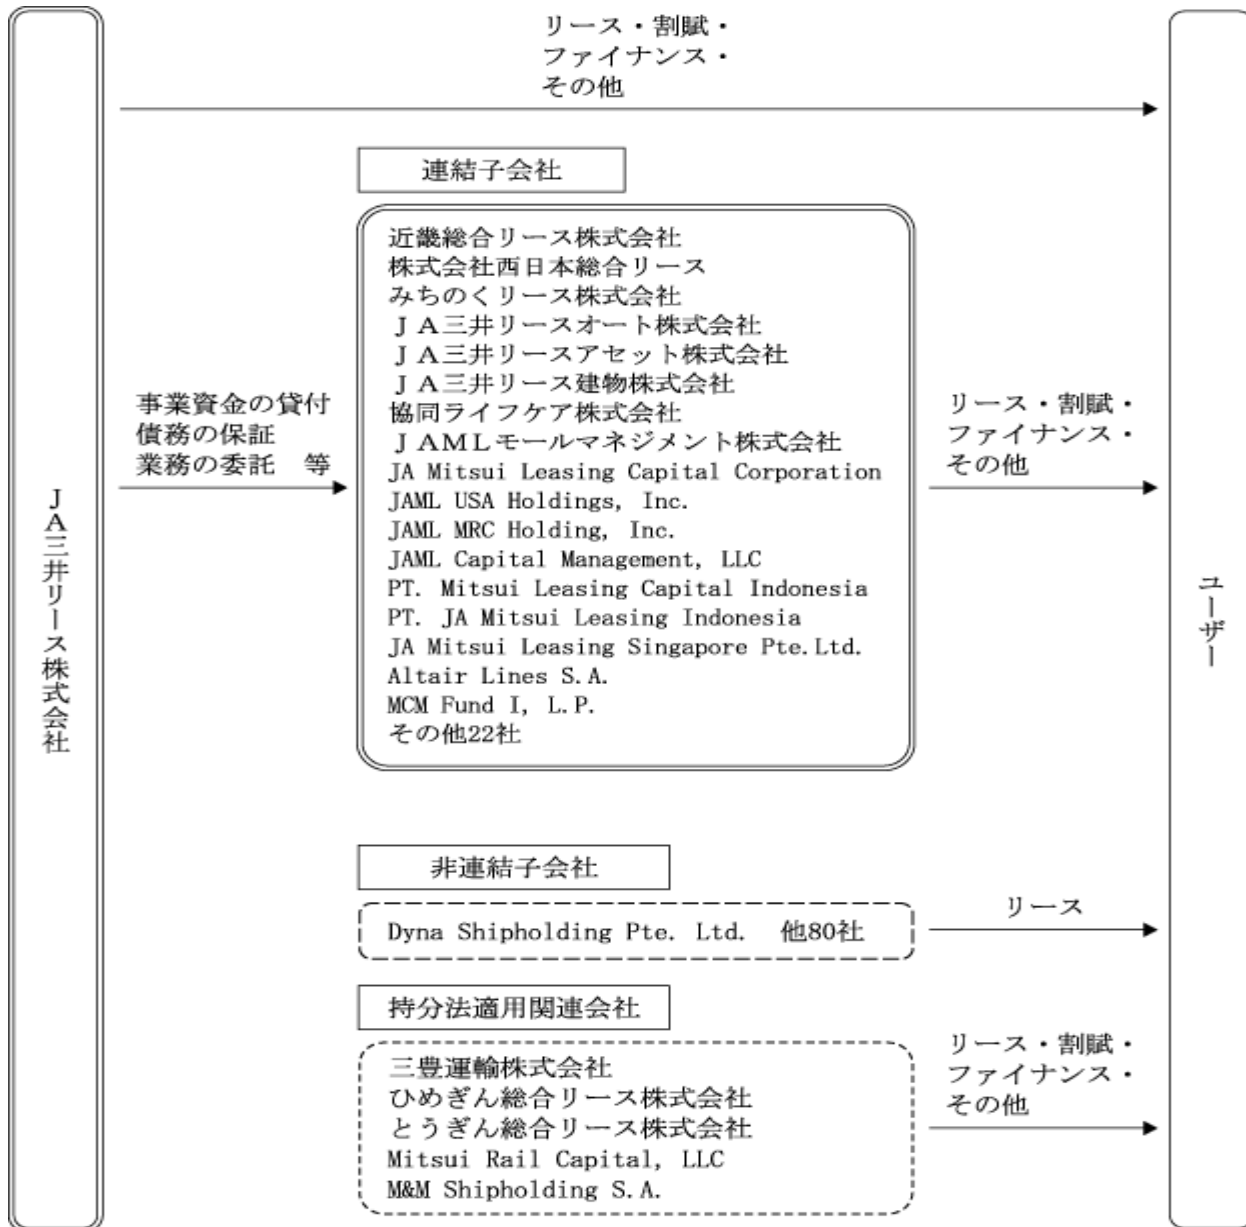 リース・割賦・
ファイナンス・
その他
連結子会社
近畿総合リース株式会社
株式会社西日本総合リース
みちのくリース株式会社
ＪＡ三井リースオート株式会社
ＪＡ三井リースアセット株式会社
ＪＡ三井リース建物株式会社
協同ライフケア株式会社
ＪＡＭＬモールマネジメント株式会社
JA Mitsui Leasing Capital Corporation
JAML USA Holdings, Inc.
JAML MRC Holding, Inc.
JAML Capital Management, LLC
PT. Mitsui Leasing Capital Indonesia
PT. JA Mitsui Leasing Indonesia
JA Mitsui Leasing Singapore Pte.Ltd.
Altair Lines S.A.
MCM Fund I, L.P.
その他22社
事業資金の貸付
債務の保証
業務の委託　等
リース・割賦・
ファイナンス・
その他
ＪＡ三井リース株式会社
ユーザー
非連結子会社
Dyna Shipholding Pte. Ltd.　他80社
リース
持分法適用関連会社
三豊運輸株式会社
ひめぎん総合リース株式会社
とうぎん総合リース株式会社
Mitsui Rail Capital, LLC
M&M Shipholding S.A.
リース・割賦・
ファイナンス・
その他